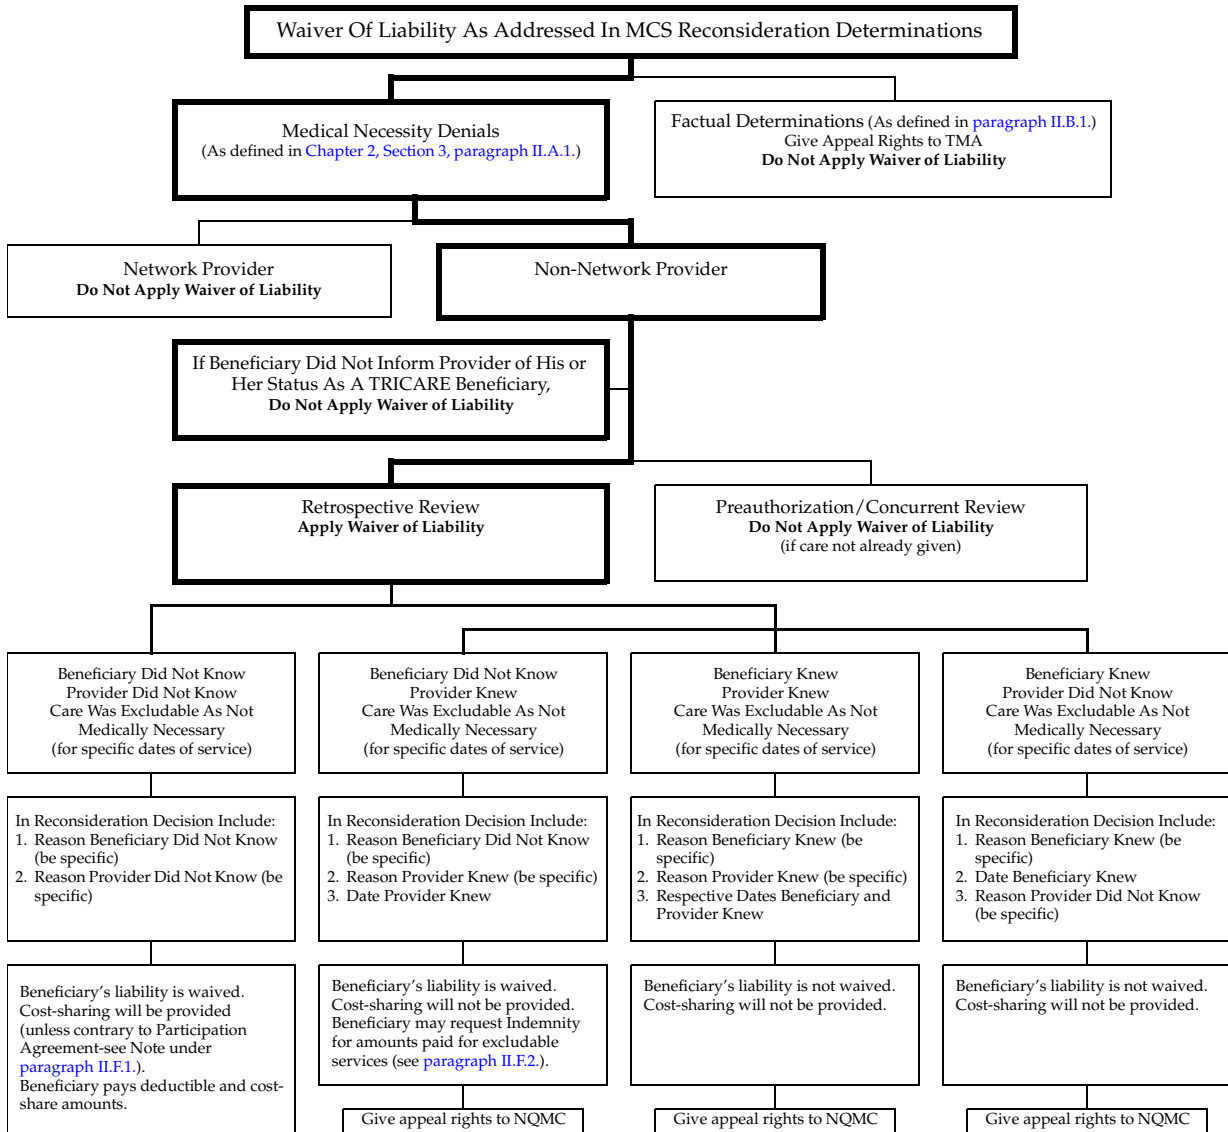 Waiver Of Liability As Addressed In MCS Reconsideration Determinations
Medical Necessity Denials
(As defined in Chapter 2, Section 3, paragraph II.A.1.)
Factual Determinations (As defined in paragraph II.B.1.)
Give Appeal Rights to TMA
Do Not Apply Waiver of Liability
Network Provider
Do Not Apply Waiver of Liability
Non-Network Provider
If Beneficiary Did Not Inform Provider of His or
Her Status As A TRICARE Beneficiary,
Do Not Apply Waiver of Liability
Retrospective Review
Apply Waiver of Liability
Preauthorization/Concurrent Review
Do Not Apply Waiver of Liability
(if care not already given)
Beneficiary Did Not Know
Provider Did Not Know
Care Was Excludable As Not
Medically Necessary
(for specific dates of service)
Beneficiary Did Not Know
Provider Knew
Care Was Excludable As Not
Medically Necessary
(for specific dates of service)
Beneficiary Knew
Provider Knew
Care Was Excludable As Not
Medically Necessary
(for specific dates of service)
Beneficiary Knew
Provider Did Not Know
Care Was Excludable As Not
Medically Necessary
(for specific dates of service)
In Reconsideration Decision Include:
1. Reason Beneficiary Did Not Know
(be specific)
2. Reason Provider Did Not Know (be
specific)
In Reconsideration Decision Include:
1. Reason Beneficiary Did Not Know
(be specific)
2. Reason Provider Knew (be specific)
3. Date Provider Knew
In Reconsideration Decision Include:
1. Reason Beneficiary Knew (be
specific)
2. Reason Provider Knew (be specific)
3. Respective Dates Beneficiary and
Provider Knew
In Reconsideration Decision Include:
1. Reason Beneficiary Knew (be
specific)
2. Date Beneficiary Knew
3. Reason Provider Did Not Know
(be specific)
Beneficiary's liability is waived.
Cost-sharing will be provided
(unless contrary to Participation
Agreement-see Note under
paragraph II.F.1.).
Beneficiary pays deductible and cost-
share amounts.
Beneficiary's liability is waived.
Cost-sharing will not be provided.
Beneficiary may request Indemnity
for amounts paid for excludable
services (see paragraph II.F.2.).
Beneficiary's liability is not waived.
Cost-sharing will not be provided.
Beneficiary's liability is not waived.
Cost-sharing will not be provided.
Give appeal rights to NQMC
Give appeal rights to NQMC
Give appeal rights to NQMC